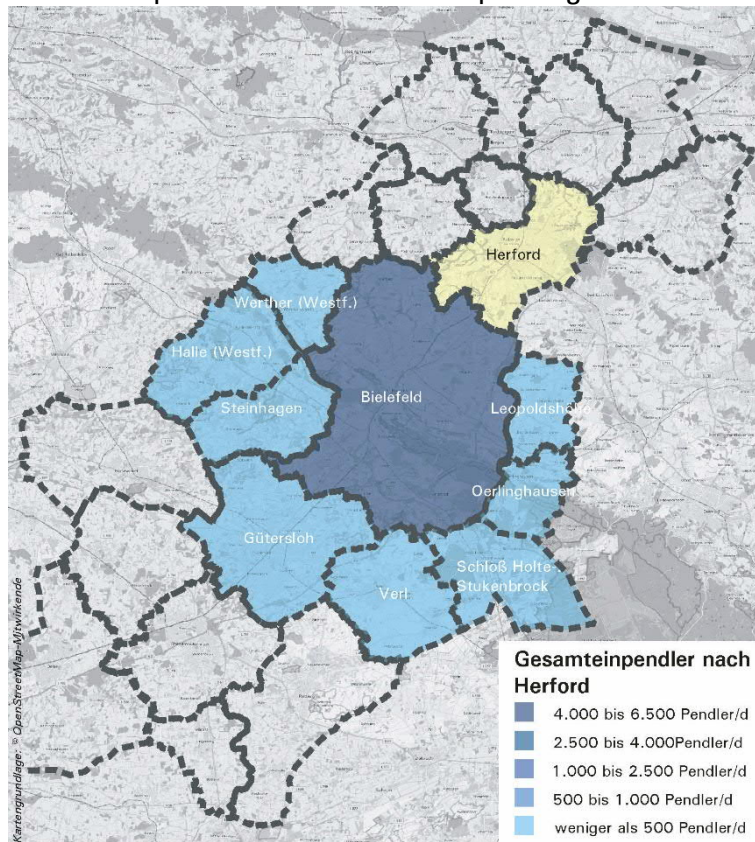 Herford
Werther (Westf.)
Halle (Westf.)
Steinhagen
Bielefeld
Leopoldshöhe
Oerlinghausen
Gütersloh
Verl
Schloß Holte-
Stukenbrock
Kartengrundlage: © OpenStreetMap-Mitwirkende
Gesamteinpendler nach
Herford
4.000 bis 6.500 Pendler/d
2.500 bis 4.000Pendler/d
1.000 bis 2.500 Pendler/d
500 bis 1.000 Pendler/d
weniger als 500 Pendler/d